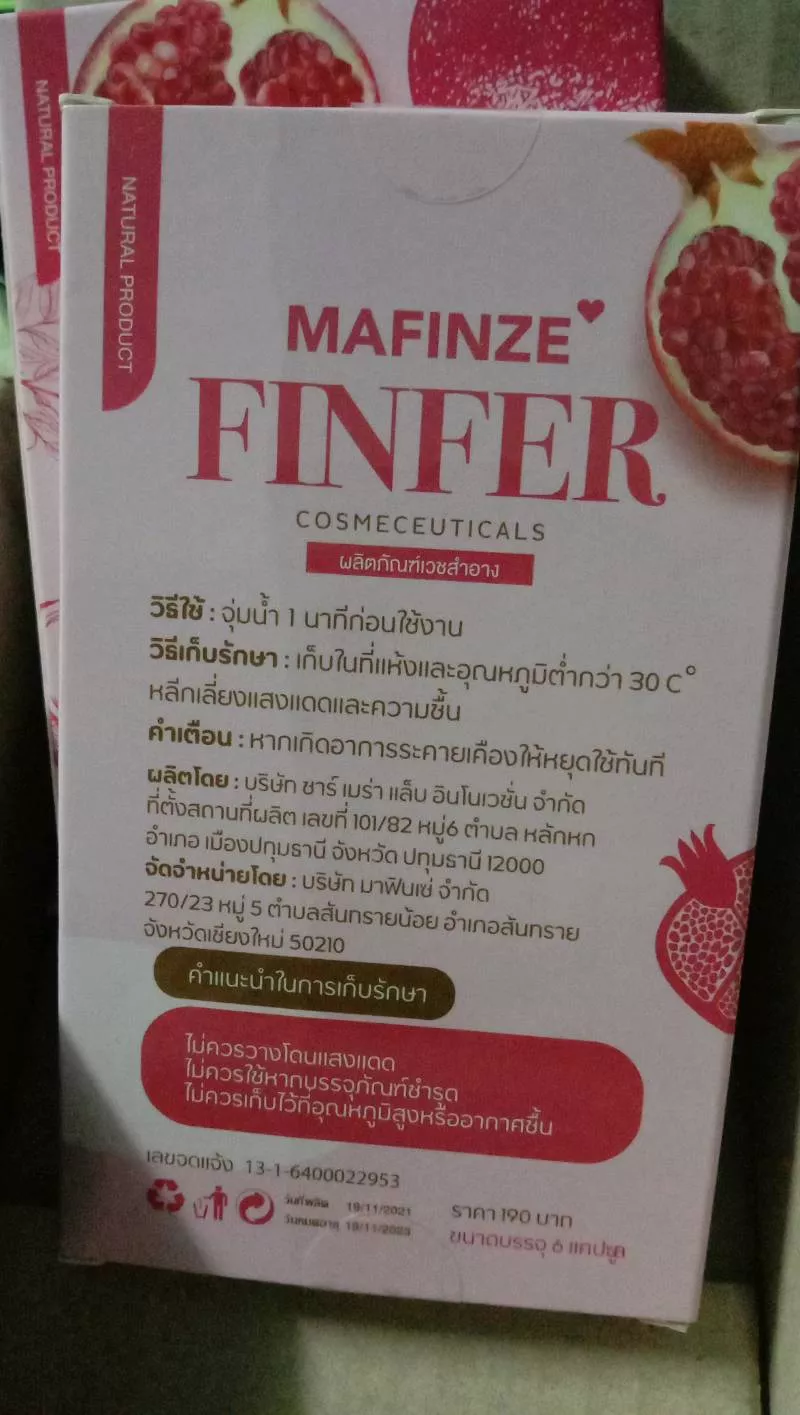 NATURAL PRODUCT
NATURAL PRODUCT
MAFINZE
FINFER
COSMECEUTICALS
ผลิตภัณฑ์เวชสำอาง
วิธีใช้ : จุ่มน้ำ 1 นาทีก่อนใช้งาน
วิธีเก็บรักษา : เก็บในที่แห้งและอุณหภูมิต่ำกว่า 30 C°
หลีกเลี่ยงแสงแดดและความชื้น
คำเตือน : หากเกิดอาการระคายเคืองให้หยุดใช้ทันที
ผลิตโดย : บริษัท ชาร์ เมร่า แล็บ อินโนเวชั่น จำกัด
ที่ตั้งสถานที่ผลิต เลขที่ 101/82 หมู่6 ตำบล หลักหก
อำเภอ เมืองปทุมธานี จังหวัด ปทุมธานี 12000
จัดจำหน่ายโดย : บริษัท มาฟินเซ่ จำกัด
270/23 หมู่ 5 ตำบลสันทรายน้อย อำเภอสันทราย
จังหวัดเชียงใหม่ 50210
คำแนะนำในการเก็บรักษา
ไม่ควรวางโดนแสงแดด
ไม่ควรใช้หากบรรจุภัณฑ์ชำรุด
ไม่ควรเก็บไว้ที่อุณหภูมิสูงหรืออากาศชื้น
เลขจดแจ้ง 13-1-6400022953
วันที่ผลิต 19/11/2021
วันหมดอายุ 19/11/2023
ราคา 190 บาท
ขนาดบรรจุ 6 แคปซูล